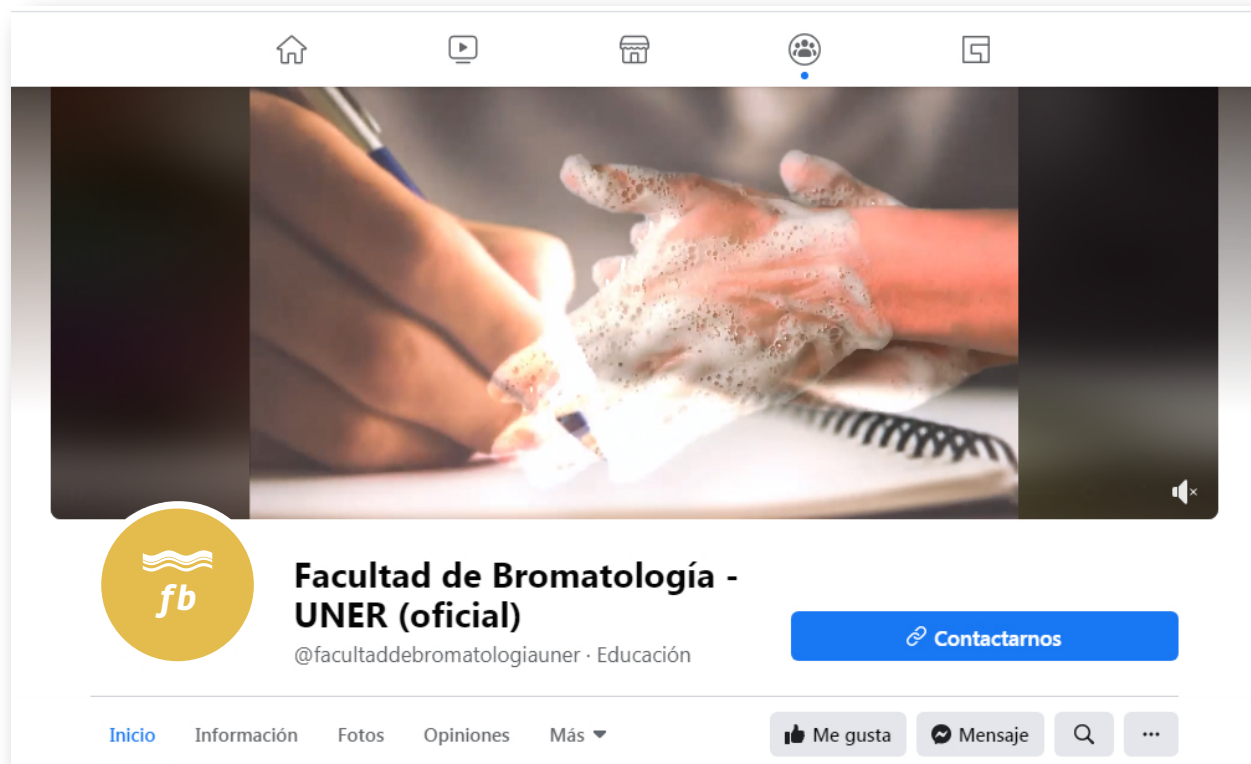 fb
Facultad de Bromatología -
UNER (oficial)
@facultaddebromatologiauner · Educación
Contactarnos
Inicio Información Fotos Opiniones Más
Me gusta Mensaje ...